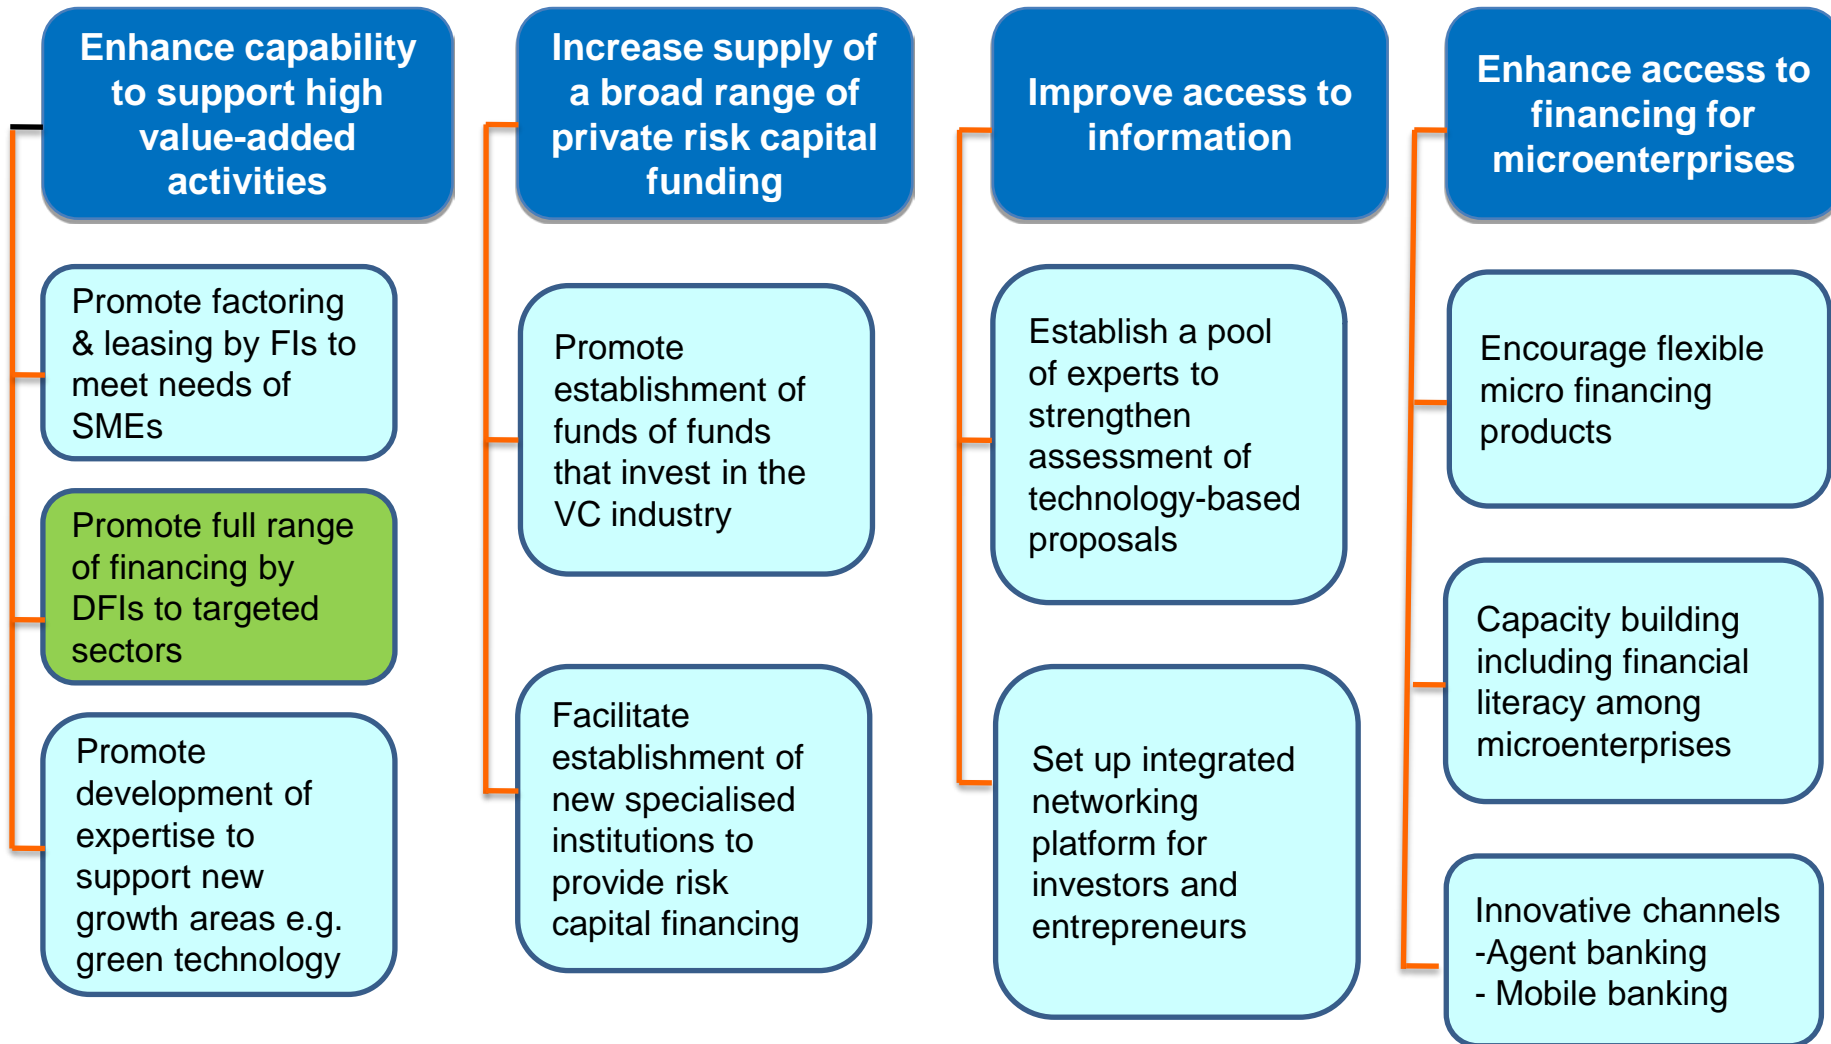 Enhance capability
to support high
value-added
activities
Promote factoring
& leasing by FIs to
meet needs of
SMEs
Promote full range
of financing by
DFIs to targeted
sectors
Promote
development of
expertise to
support new
growth areas e.g.
green technology
Increase supply of
a broad range of
private risk capital
funding
Promote
establishment of
funds of funds
that invest in the
VC industry
Facilitate
establishment of
new specialised
institutions to
provide risk
capital financing
Improve access to
information
Establish a pool
of experts to
strengthen
assessment of
technology-based
proposals
Set up integrated
networking
platform for
investors and
entrepreneurs
Enhance access to
financing for
microenterprises
Encourage flexible
micro financing
products
Capacity building
including financial
literacy among
microenterprises
Innovative channels
-Agent banking
- Mobile banking